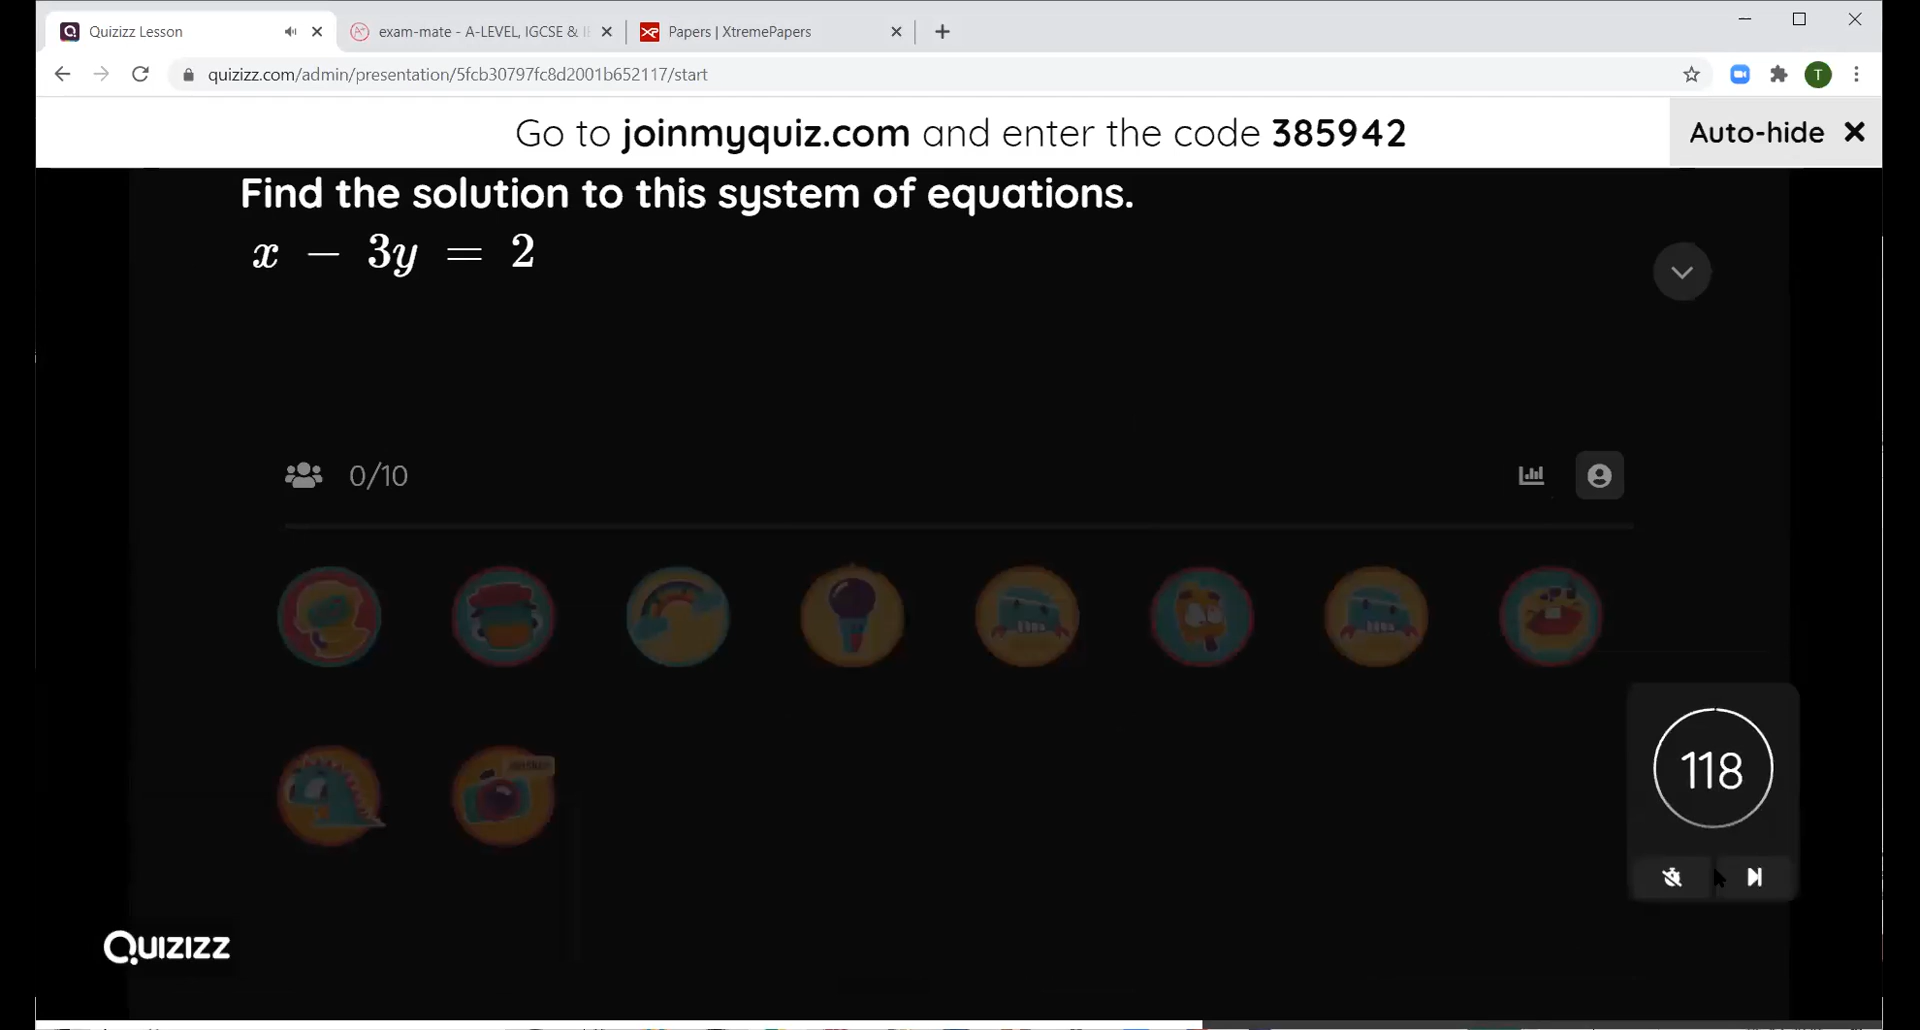 Quizizz Lesson
exam-mate - A-LEVEL, IGCSE &
Papers | XtremePapers
quizizz.com/admin/presentation/5fcb30797fc8d2001b652117/start
T
Go to joinmyquiz.com and enter the code 385942
Auto-hide
Find the solution to this system of equations.
x − 3y = 2
0/10
118
QUIZIZZ